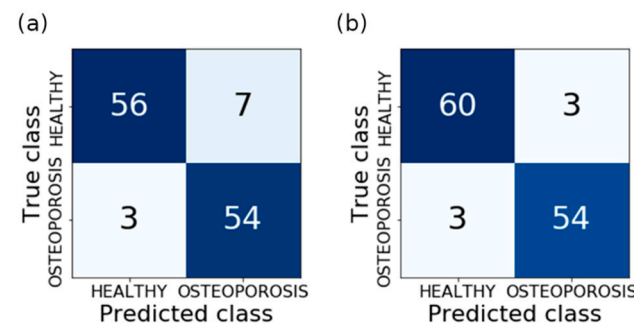 (a)
True class
HEALTHY
OSTEOPOROSIS
56 7
3 54
HEALTHY OSTEOPOROSIS
Predicted class
(b)
True class
HEALTHY
OSTEOPOROSIS
60 3
3 54
HEALTHY OSTEOPOROSIS
Predicted class